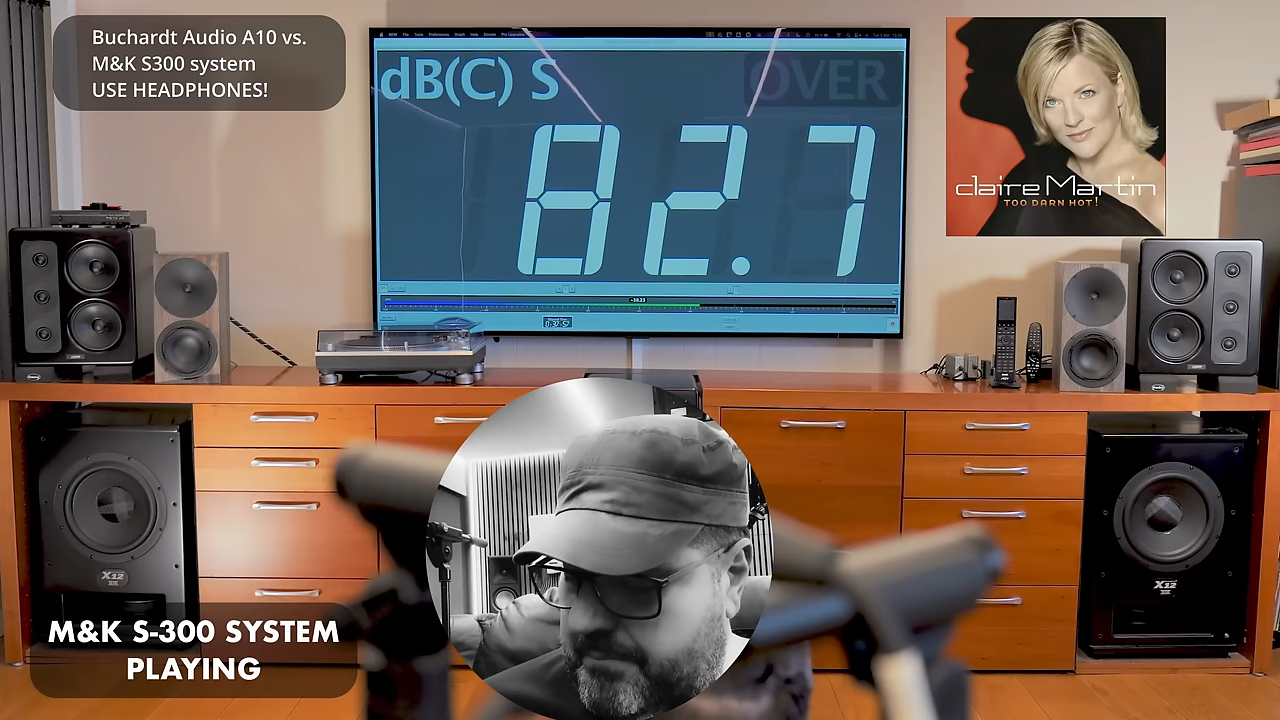 Buchardt Audio A10 vs.
M&K S300 system
USE HEADPHONES!
dB(C) S
OVER
82.7
claire Martin
TOO DARN HOT!
X12
X12
M&K S-300 SYSTEM
PLAYING